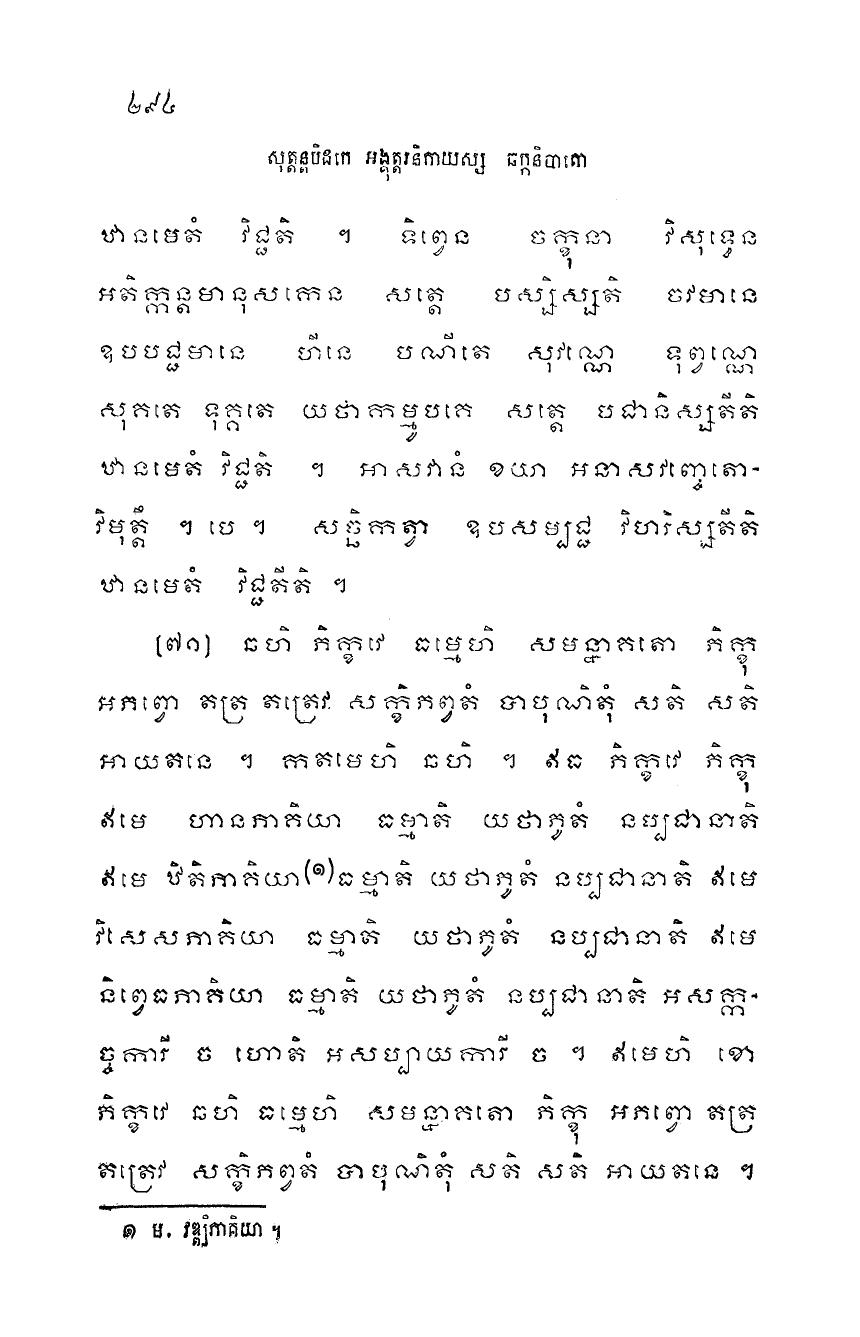 ២៩៤
សុត្តន្តបិដកេ អង្គុត្តរនិកាយស្ស ឆក្កនិបាតោ
ឋានមេតំ វិជ្ជតិ ។ ទិព្វេន ចក្ខុនា វិសុទ្ធេន
អតិក្កន្តមានុសកេន សត្តេ បស្សិស្សតិ ចវមានេ
ឧបបជ្ជមានេ ហីនេ បណីតេ សុវណ្ណេ ទុព្វណ្ណេ
សុគតេ ទុគ្គតេ យថាកម្មូបគេ សត្តេ បជានិស្សតីតិ
ឋានមេតំ វិជ្ជតិ ។ អាសវានំ ខយា អនាសវញ្ចេតោ-
វិមុត្តឹ ។ បេ ។ សច្ឆិកត្វា ឧបសម្បជ្ជ វិហរិស្សតីតិ
ឋានមេតំ វិជ្ជតីតិ ។
[៧១] ឆហិ ភិក្ខវេ ធម្មេហិ សមន្នាគតោ ភិក្ខុ
អភព្វោ តត្រ តត្រេវ សក្ខិភព្វតំ បាបុណិតុំ សតិ សតិ
អាយតនេ ។ កតមេហិ ឆហិ ។ ឥធ ភិក្ខវេ ភិក្ខុ
ឥមេ ហានភាគិយា ធម្មាតិ យថាភូតំ នប្បជានាតិ
ឥមេ ឋិតិភាគិយា(១)ធម្មាតិ យថាភូតំ នប្បជានាតិ ឥមេ
វិសេសភាគិយា ធម្មាតិ យថាភូតំ នប្បជានាតិ ឥមេ
និព្វេធភាគិយា ធម្មាតិ យថាភូតំ នប្បជានាតិ អសក្ក-
ច្ចការី ច ហោតិ អសប្បាយការី ច ។ ឥមេហិ ខោ
ភិក្ខវេ ឆហិ ធម្មេហិ សមន្នាគតោ ភិក្ខុ អភព្វោ តត្រ
តត្រេវ សក្ខិភព្វតំ បាបុណិតុំ សតិ សតិ អាយតនេ ។
១ ម. វឌ្ឍិភាគិយា ។